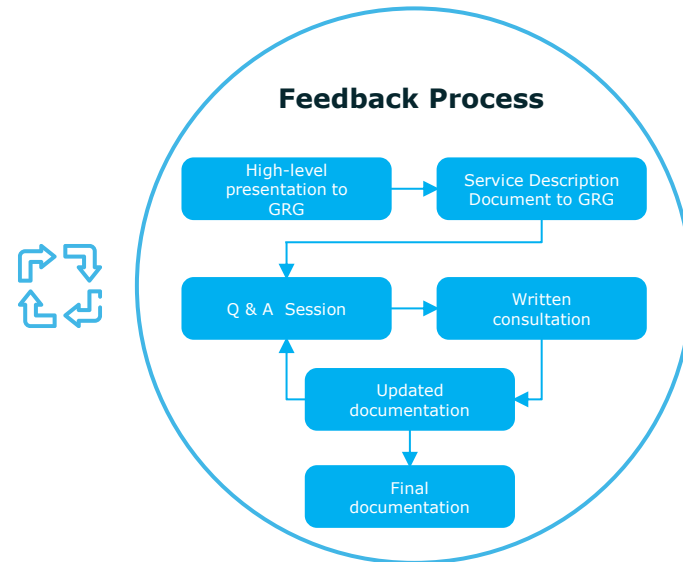 Feedback Process
High-level
presentation to
GRG
Service Description
Document to GRG
Q & A  Session
Written
consultation
Updated
documentation
Final
documentation